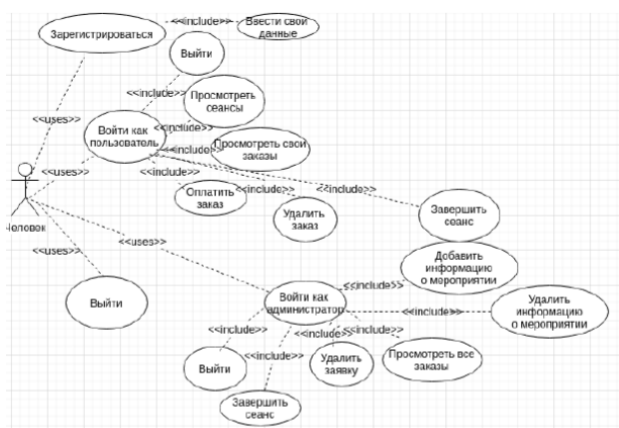 Зарегистрироваться
<<include>>
Ввести свои
данные
Выйти
<<include>>
Просмотреть
сеансы
<<uses>>
Войти как
пользователь
<<include>>
<<include>>
Просмотреть свои
заказы
<<uses>>
<<include>>
Оплатить
заказ
<<include>>
Удалить
заказ
<<include>>
Завершить
сеанс
Человек
<<uses>>
<<uses>>
Добавить
информацию
о мероприятии
Выйти
Войти как
администратор
<<include>>
<<include>>
Удалить
информацию
о мероприятии
<<include>>
<<include>>
<<include>>
<<include>>
Выйти
Удалить
заявку
Просмотреть все
заказы
Завершить
сеанс